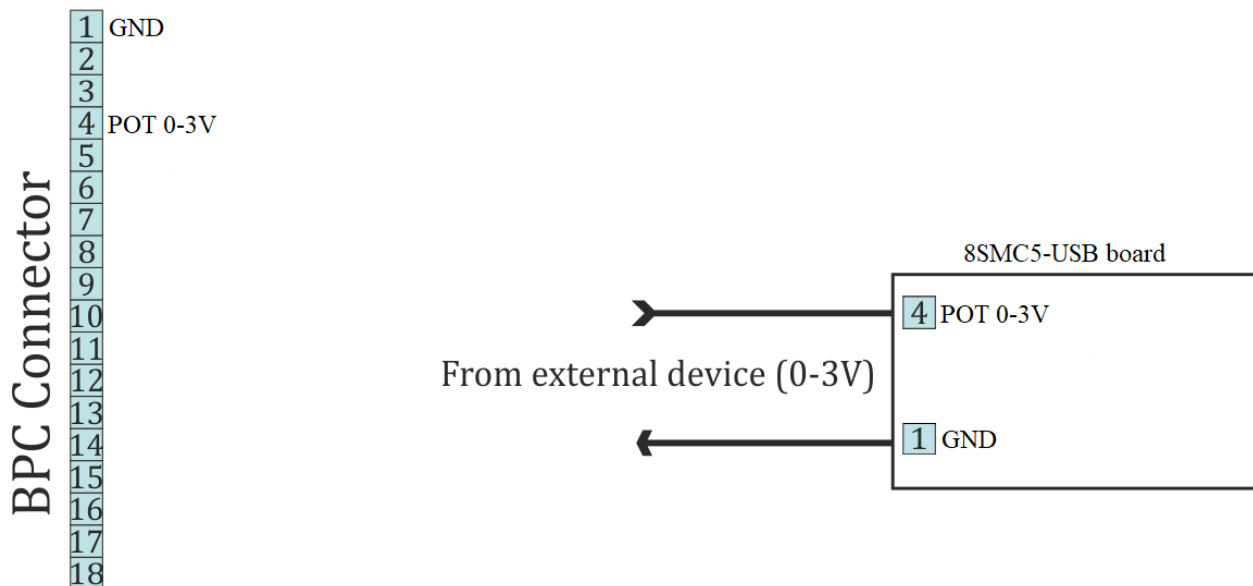 BPC Connector
1 GND
2
3
4 POT 0-3V
5
6
7
8
9
10
11
12
13
14
15
16
17
18
8SMC5-USB board
4 POT 0-3V
From external device (0-3V)
1 GND